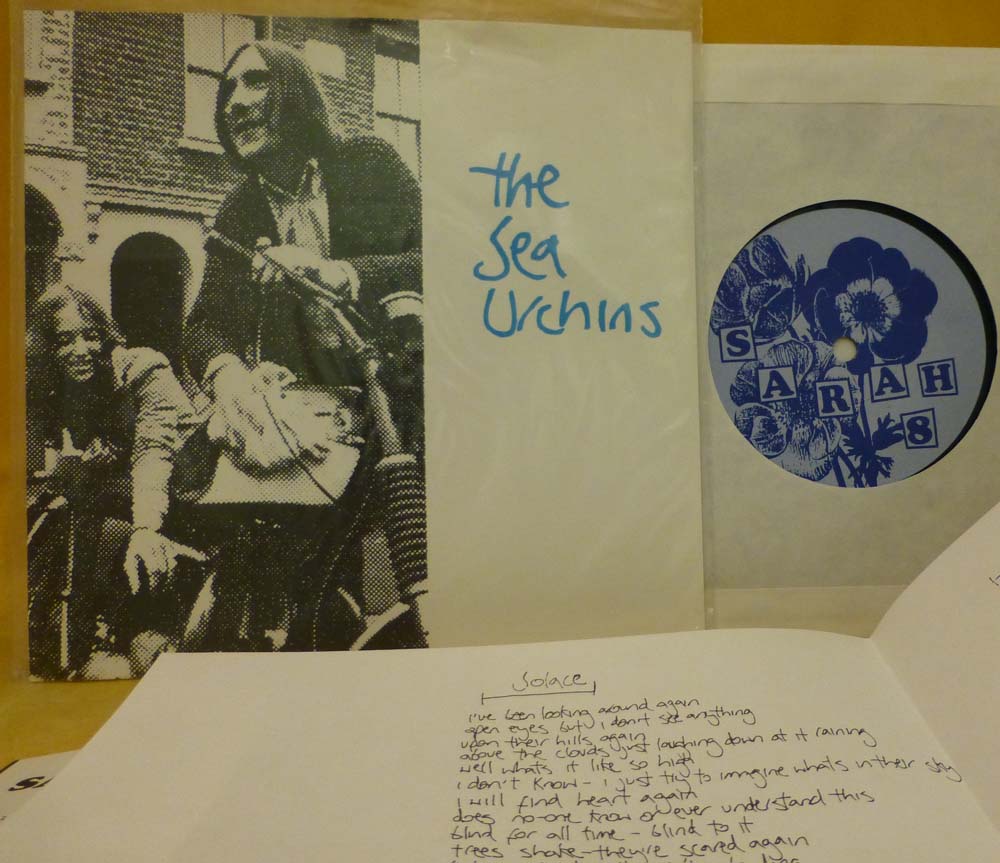 the
Sea
Urchins
S
A R A H
8
Solace
i've been looking around again
open eyes but i don't see anything
upon their hills again
above the clouds just laughing down at it raining
well whats it like so high
i don't know - i just try to imagine whats in their sky
i will find heart again
does no-one know or ever understand this
blind for all time - blind to it
trees shake - they're scared again